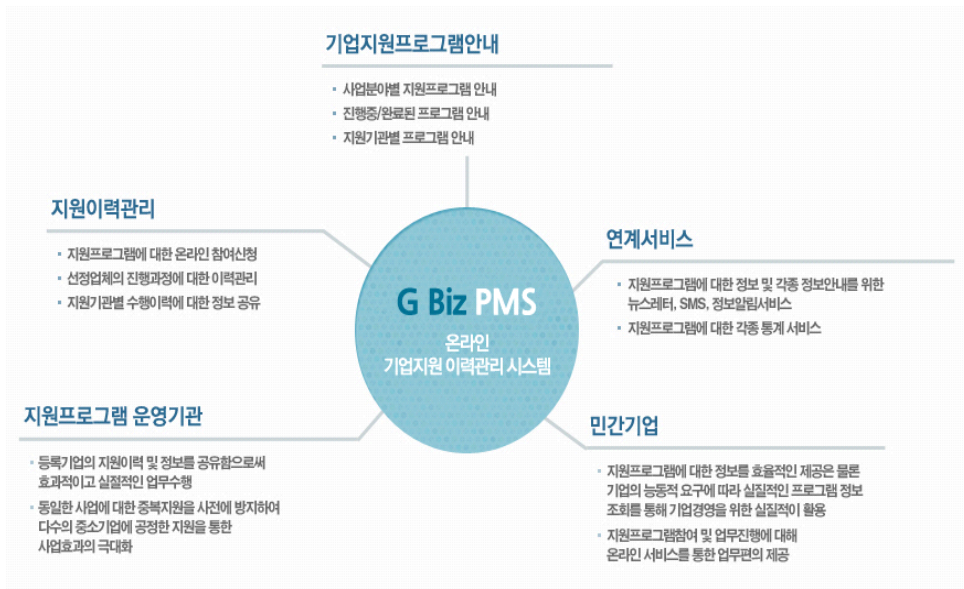 기업지원프로그램안내
사업분야별 지원프로그램 안내
진행중/완료된 프로그램 안내
지원기관별 프로그램 안내
지원이력관리
지원프로그램에 대한 온라인 참여신청
선정업체의 진행과정에 대한 이력관리
지원기관별 수행이력에 대한 정보 공유
연계서비스
지원프로그램에 대한 정보 및 각종 정보안내를 위한
뉴스레터, SMS, 정보알림서비스
지원프로그램에 대한 각종 통계 서비스
G Biz PMS
온라인
기업지원 이력관리 시스템
지원프로그램 운영기관
등록기업의 지원이력 및 정보를 공유함으로써
효과적이고 실절적인 업무수행
동일한 사업에 대한 중복지원을 사전에 방지하여
다수의 중소기업에 공정한 지원을 통한
사업효과의 극대화
민간기업
지원프로그램에 대한 정보를 효율적인 제공은 물론
기업의 능동적 요구에 따라 실질적인 프로그램 정보
조회를 통해 기업경영을 위한 실질적이 활용
지원프로그램참여 및 업무진행에 대해
온라인 서비스를 통한 업무편의 제공